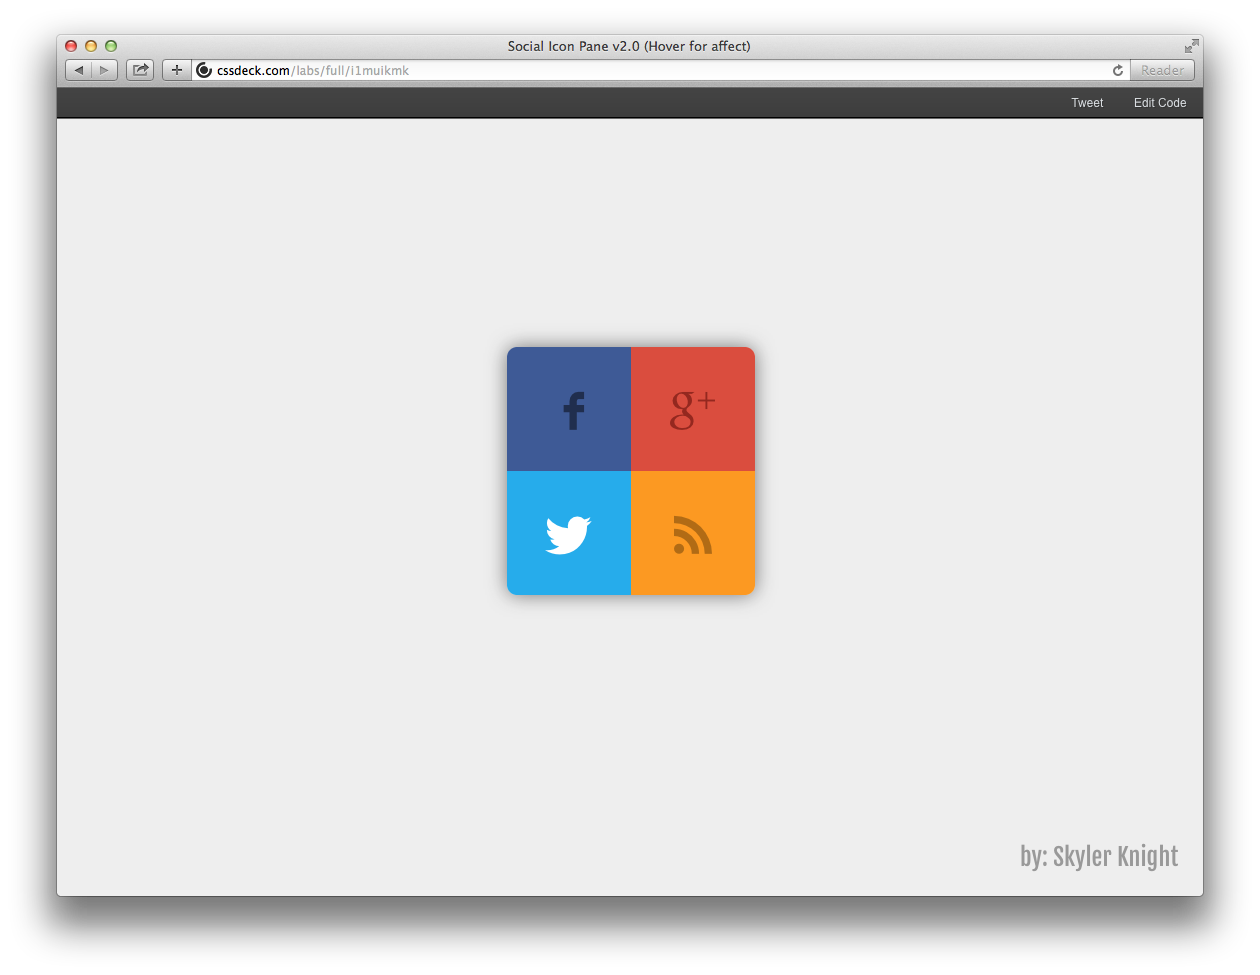 Social Icon Pane v2.0 (Hover for affect)
cssdeck.com/labs/full/i1muikmk
Reader
Tweet
Edit Code
f
g+
by: Skyler Knight